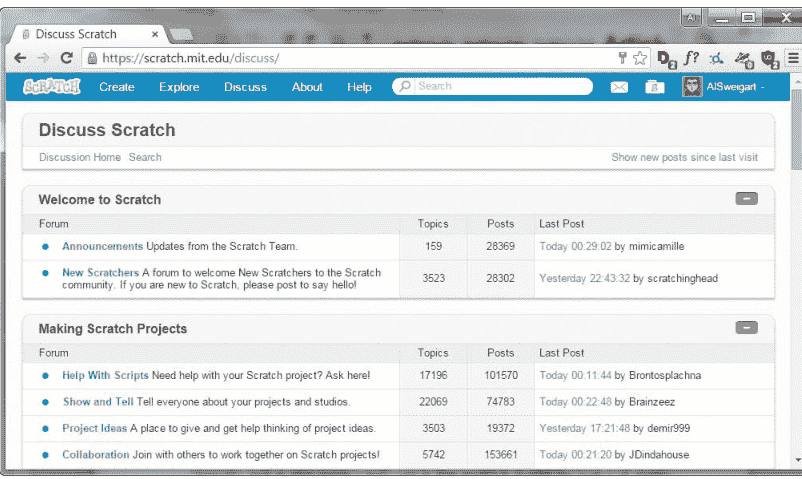 Discuss Scratch
https://scratch.mit.edu/discuss/
SCRATCH Create Explore Discuss About Help Search AlSweigart
Discuss Scratch
Discussion Home Search Show new posts since last visit
Welcome to Scratch
Forum Topics Posts Last Post
Announcements Updates from the Scratch Team. 159 28369 Today 00:29:02 by mimicamille
New Scratchers A forum to welcome New Scratchers to the Scratch
community. If you are new to Scratch, please post to say hello! 3523 28302 Yesterday 22:43:32 by scratchinghead
Making Scratch Projects
Forum Topics Posts Last Post
Help With Scripts Need help with your Scratch project? Ask here! 17196 101570 Today 00:11:44 by Brontosplachna
Show and Tell Tell everyone about your projects and studios. 22069 74783 Today 00:22:48 by Brainzeez
Project Ideas A place to give and get help thinking of project ideas. 3503 19372 Yesterday 17:21:48 by demir999
Collaboration Join with others to work together on Scratch projects! 5742 153661 Today 00:21:20 by JDindahouse